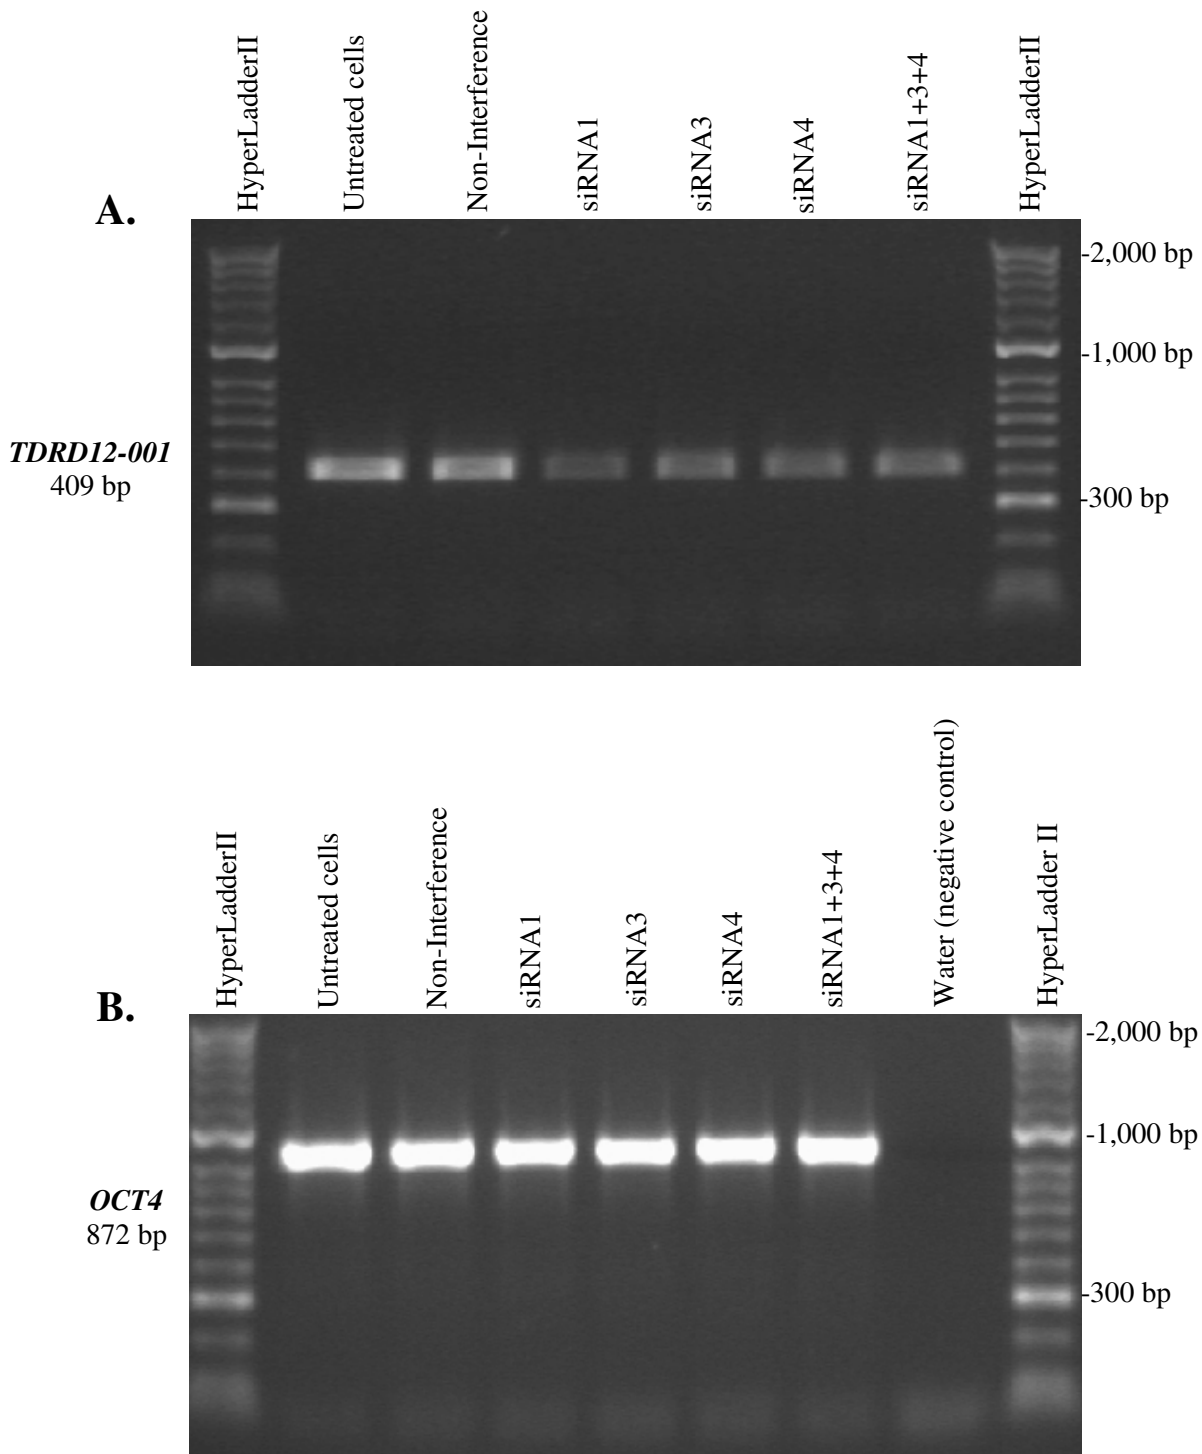 HyperLadderII
Untreated cells
Non-Interference
siRNA1
siRNA3
siRNA4
siRNA1+3+4
HyperLadderII
A.
-2,000 bp
-1,000 bp
TDRD12-001
409 bp
-300 bp
HyperLadderII
Untreated cells
Non-Interference
siRNA1
siRNA3
siRNA4
siRNA1+3+4
Water (negative control)
HyperLadder II
B.
-2,000 bp
-1,000 bp
OCT4
872 bp
-300 bp